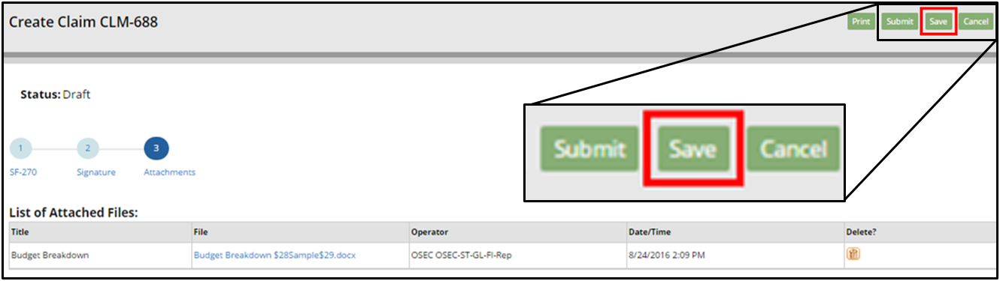 Create Claim CLM-688
Print Submit Save Cancel
Status: Draft
Submit Save Cancel
1 2 3
SF-270 Signature Attachments
List of Attached Files:
Title File Operator Date/Time Delete?
Budget Breakdown Budget Breakdown $28Sample$29.docx OSEC OSEC-ST-GL-FI-Rep 8/24/2016 2:09 PM